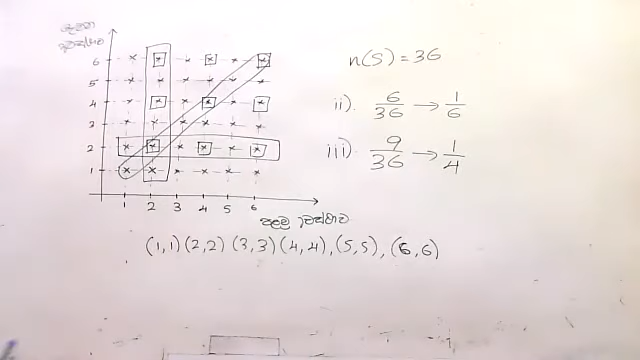 6
5
4
3
2
1
1 2 3 4 5 6
n(S) = 36
ii) 6/36 → 1/6
iii) 9/36 → 1/4
(1,1) (2,2) (3,3) (4,4), (5,5), (6,6)